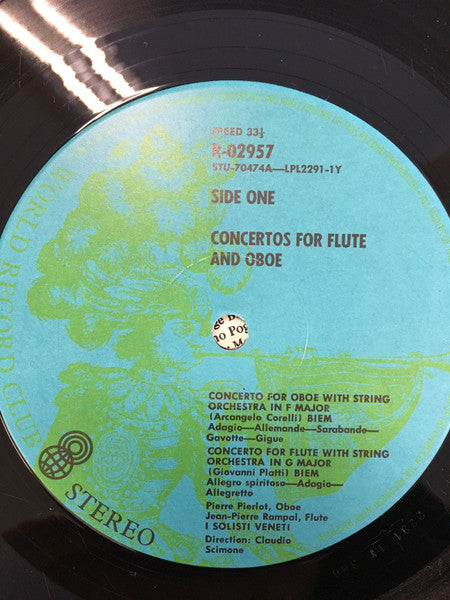 SPEED 33⅓
R-02957
STU-70474A—LPL2291-1Y
SIDE ONE
CONCERTOS FOR FLUTE
AND OBOE
WORLD RECORD CLUB
STEREO
CONCERTO FOR OBOE WITH STRING
ORCHESTRA IN F MAJOR
(Arcangelo Corelli) BIEM
Adagio—Allemande—Sarabande—
Gavotte—Gigue
CONCERTO FOR FLUTE WITH STRING
ORCHESTRA IN G MAJOR
(Giovanni Platti) BIEM
Allegro spiritoso—Adagio—
Allegretto
Pierre Pierlot, Oboe
Jean-Pierre Rampal, Flute
I SOLISTI VENETI
Direction: Claudio
Scimone